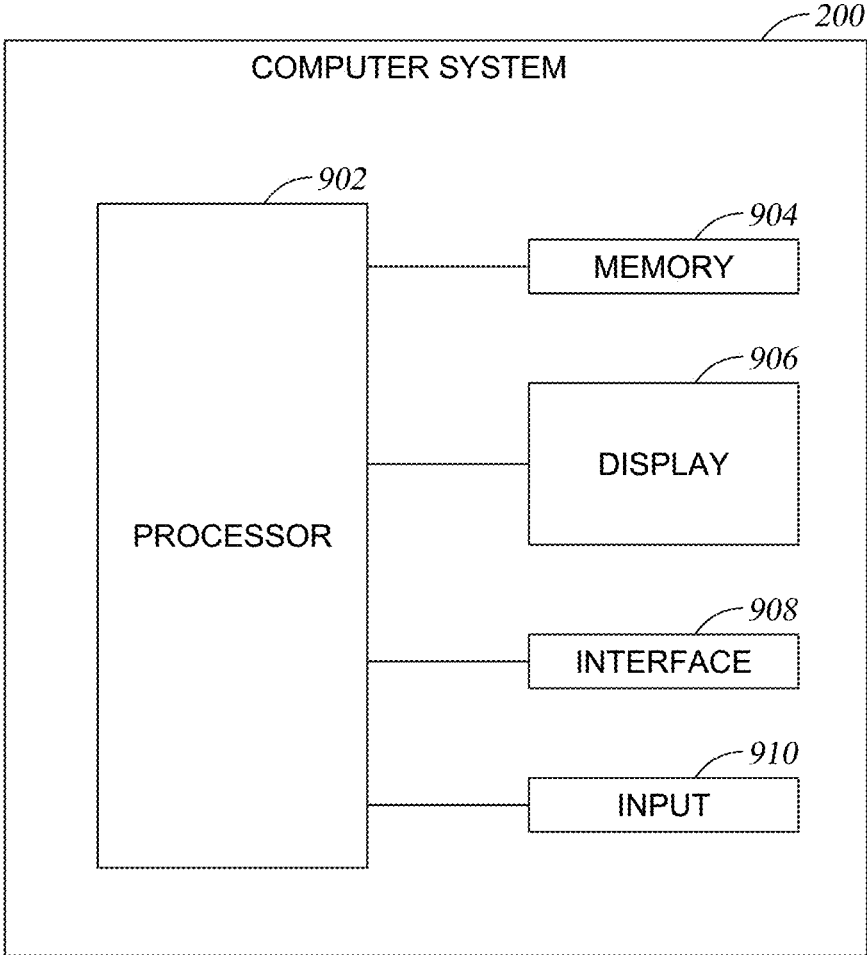 200
COMPUTER SYSTEM
902
904
MEMORY
906
DISPLAY
PROCESSOR
908
INTERFACE
910
INPUT